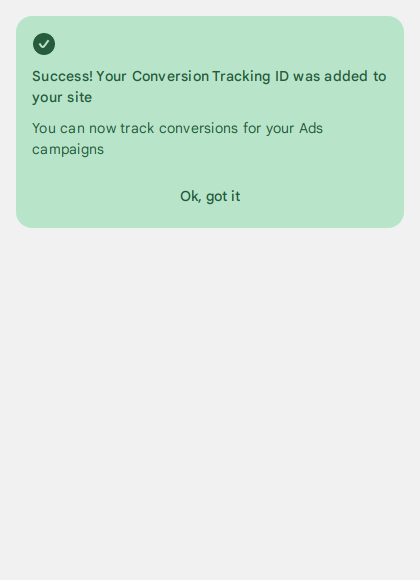 Success! Your Conversion Tracking ID was added to
your site
You can now track conversions for your Ads
campaigns
Ok, got it